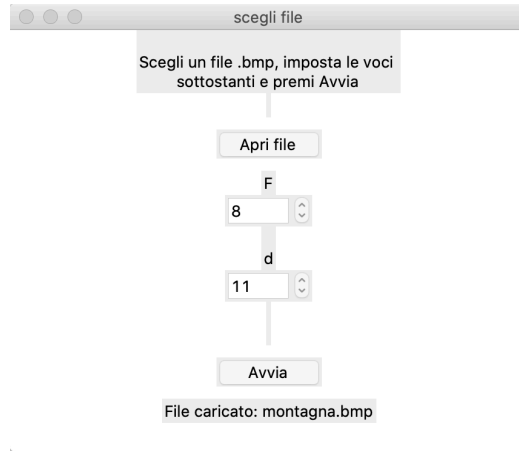 scegli file
Scegli un file .bmp, imposta le voci
sottostanti e premi Avvia
Apri file
F
8
d
11
Avvia
File caricato: montagna.bmp